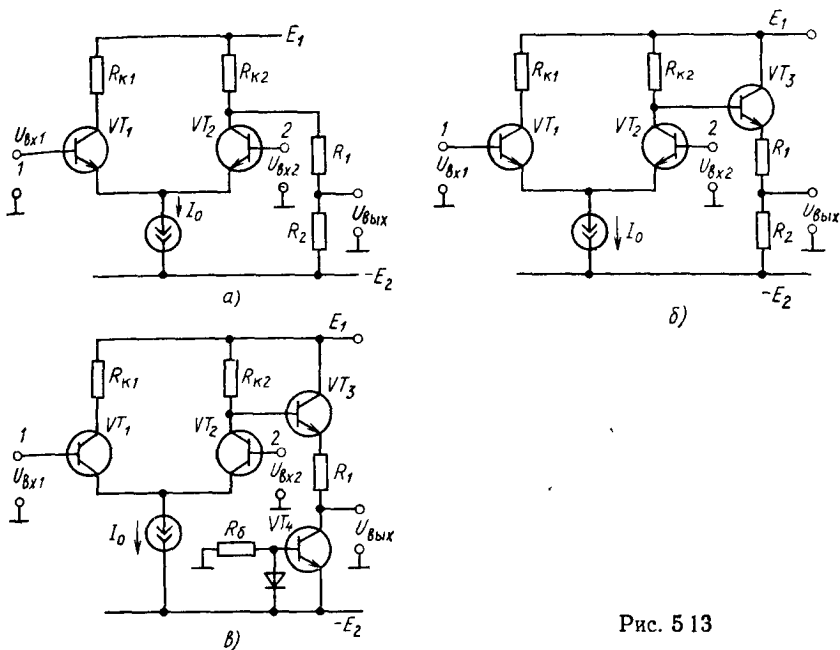 E₁
Rк1
Rк2
Uвх1
1
VT₁
VT₂
2
Uвх2
R₁
I₀
Uвых
R₂
-E₂
а)
E₁
Rк1
Rк2
VT₃
1
Uвх1
VT₁
VT₂
2
Uвх2
R₁
Uвых
I₀
R₂
-E₂
б)
E₁
Rк1
Rк2
VT₃
1
Uвх1
VT₁
VT₂
2
Uвх2
R₁
I₀
Rб
VT₄
Uвых
-E₂
в)
Рис. 5 13